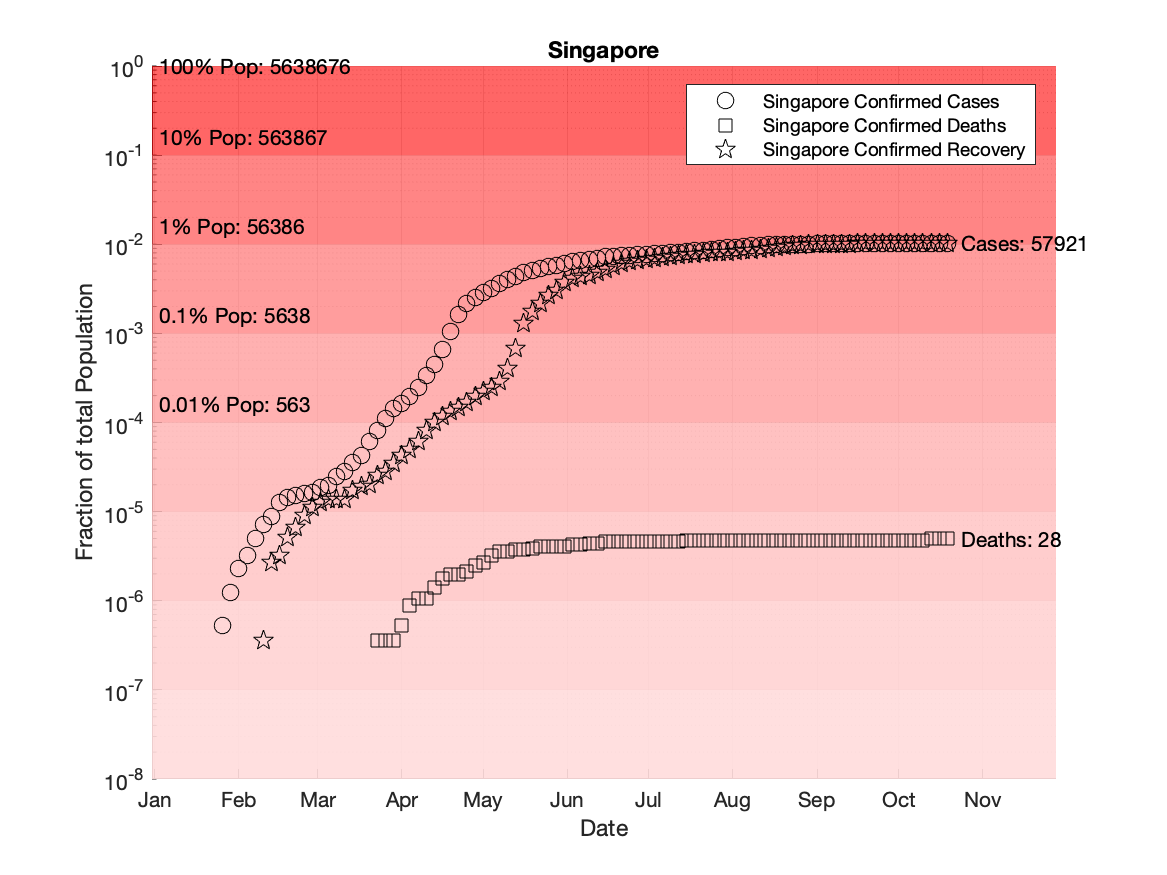 Singapore
10^0
100% Pop: 5638676
Singapore Confirmed Cases
Singapore Confirmed Deaths
Singapore Confirmed Recovery
10% Pop: 563867
10^-1
1% Pop: 56386
10^-2
Cases: 57921
0.1% Pop: 5638
10^-3
0.01% Pop: 563
10^-4
10^-5
Deaths: 28
10^-6
10^-7
10^-8
Fraction of total Population
Jan Feb Mar Apr May Jun Jul Aug Sep Oct Nov
Date